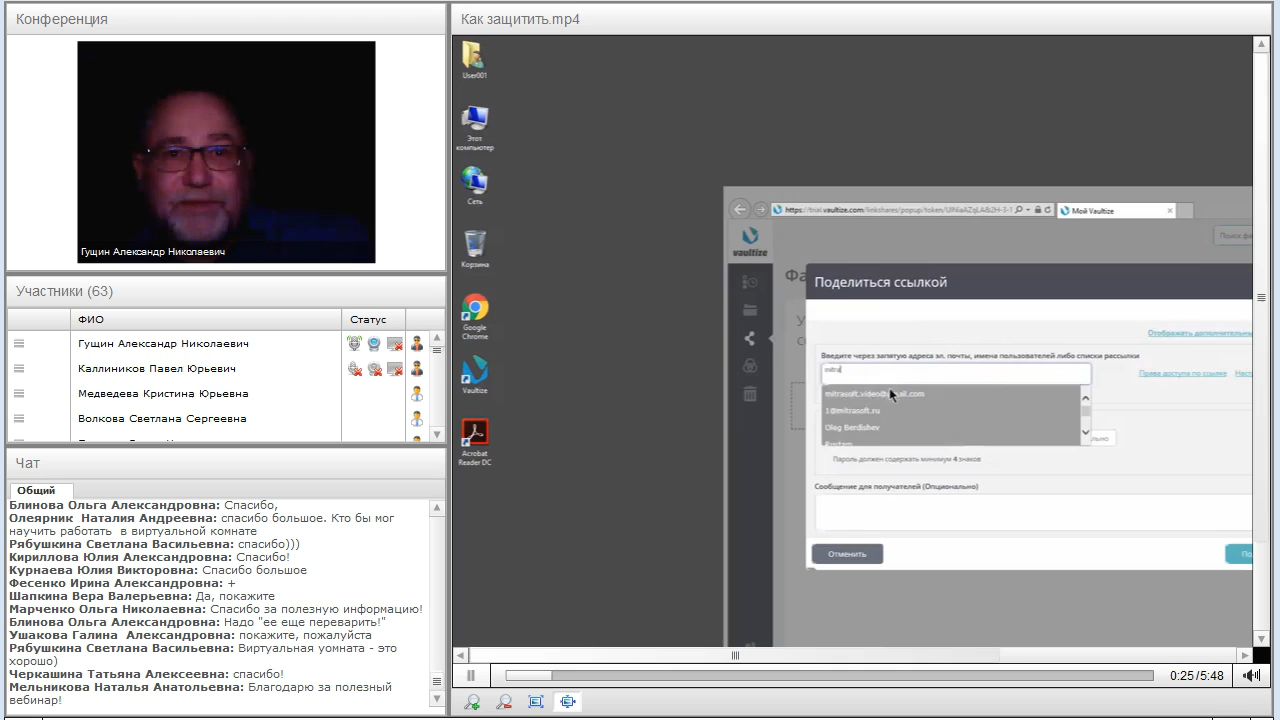 Конференция
Гущин Александр Николаевич
Участники (63)
ФИО
Статус
Гущин Александр Николаевич
Каллиников Павел Юрьевич
Медведева Кристина Юрьевна
Волкова Светлана Сергеевна
Чат
Общий
Блинова Ольга Александровна: Спасибо,
Олеярник Наталия Андреевна: спасибо большое. Кто бы мог
научить работать в виртуальной комнате
Рябушкина Светлана Васильевна: спасибо)))
Кириллова Юлия Александровна: Спасибо!
Курнаева Юлия Викторовна: Спасибо большое
Фесенко Ирина Александровна: +
Шапкина Вера Валерьевна: Да, покажите
Марченко Ольга Николаевна: Спасибо за полезную информацию!
Блинова Ольга Александровна: Надо "ее еще переварить!"
Ушакова Галина Александровна: покажите, пожалуйста
Рябушкина Светлана Васильевна: Виртуальная уомната - это
хорошо)
Черкашина Татьяна Алексеевна: спасибо!
Мельникова Наталья Анатольевна: Благодарю за полезный
вебинар!
Как защитить.mp4
User001
Этот
компьютер
Сеть
Корзина
Google
Chrome
Vaultize
Acrobat
Reader DC
Мой Vaultize
vaultize
Поделиться ссылкой
Отображать дополнительны
Введите через запятую адреса эл. почты, имена пользователей либо списки рассылки
mitra
Права доступа по ссылке
1@mitrasoft.ru
Oleg Berdishev
Пароль должен содержать минимум 4 знаков
Сообщение для получателей (Опционально)
Отменить
По
0:25/5:48